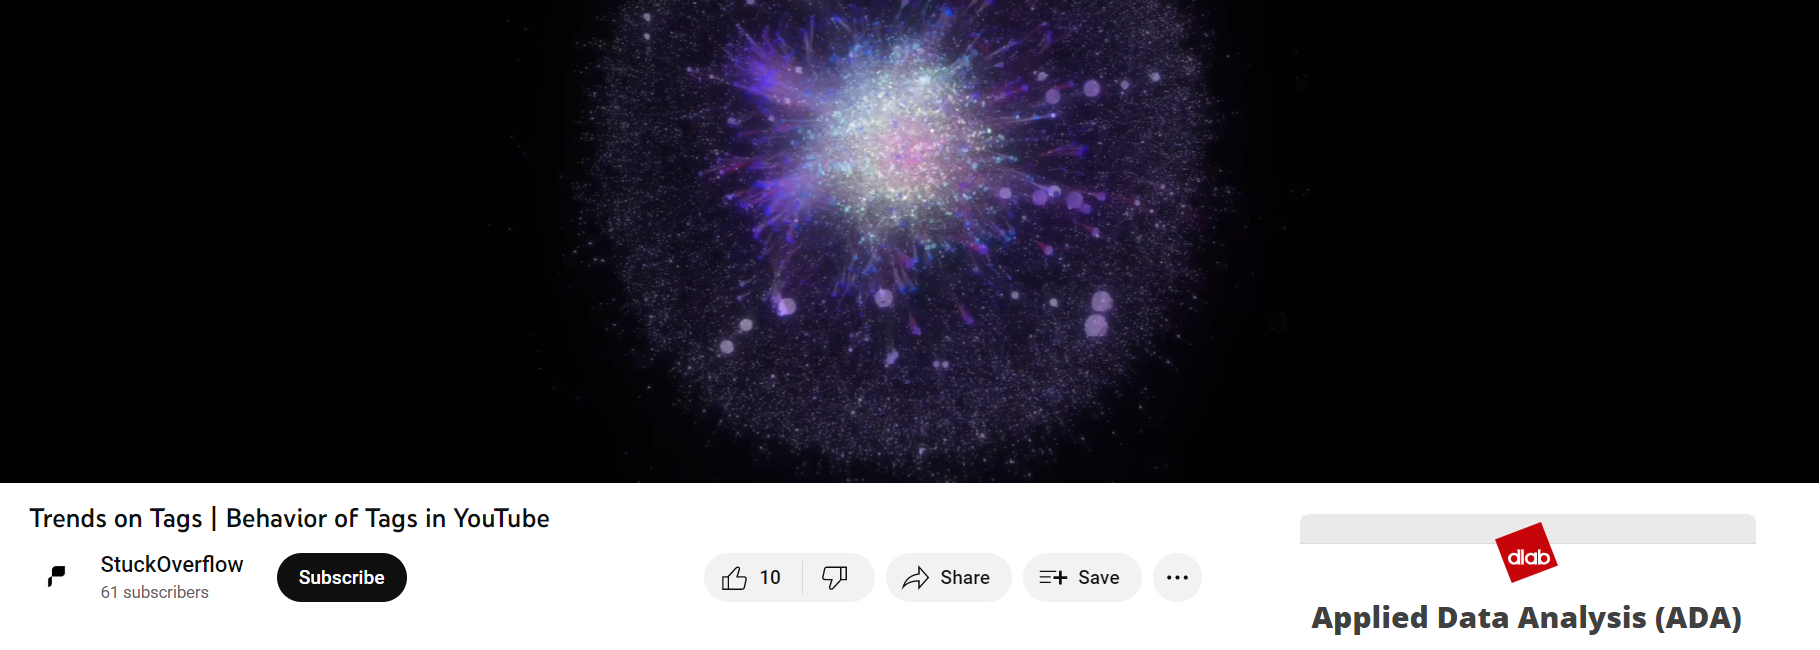 Trends on Tags | Behavior of Tags in YouTube
StuckOverflow
61 subscribers
Subscribe
10
Share
Save
dlab
Applied Data Analysis (ADA)